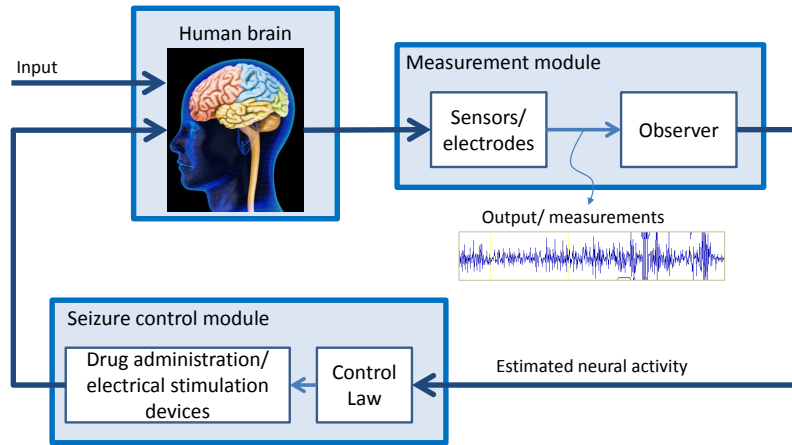 Human brain
Input
Measurement module
Sensors/
electrodes
Observer
Output/ measurements
Seizure control module
Drug administration/
electrical stimulation
devices
Control
Law
Estimated neural activity